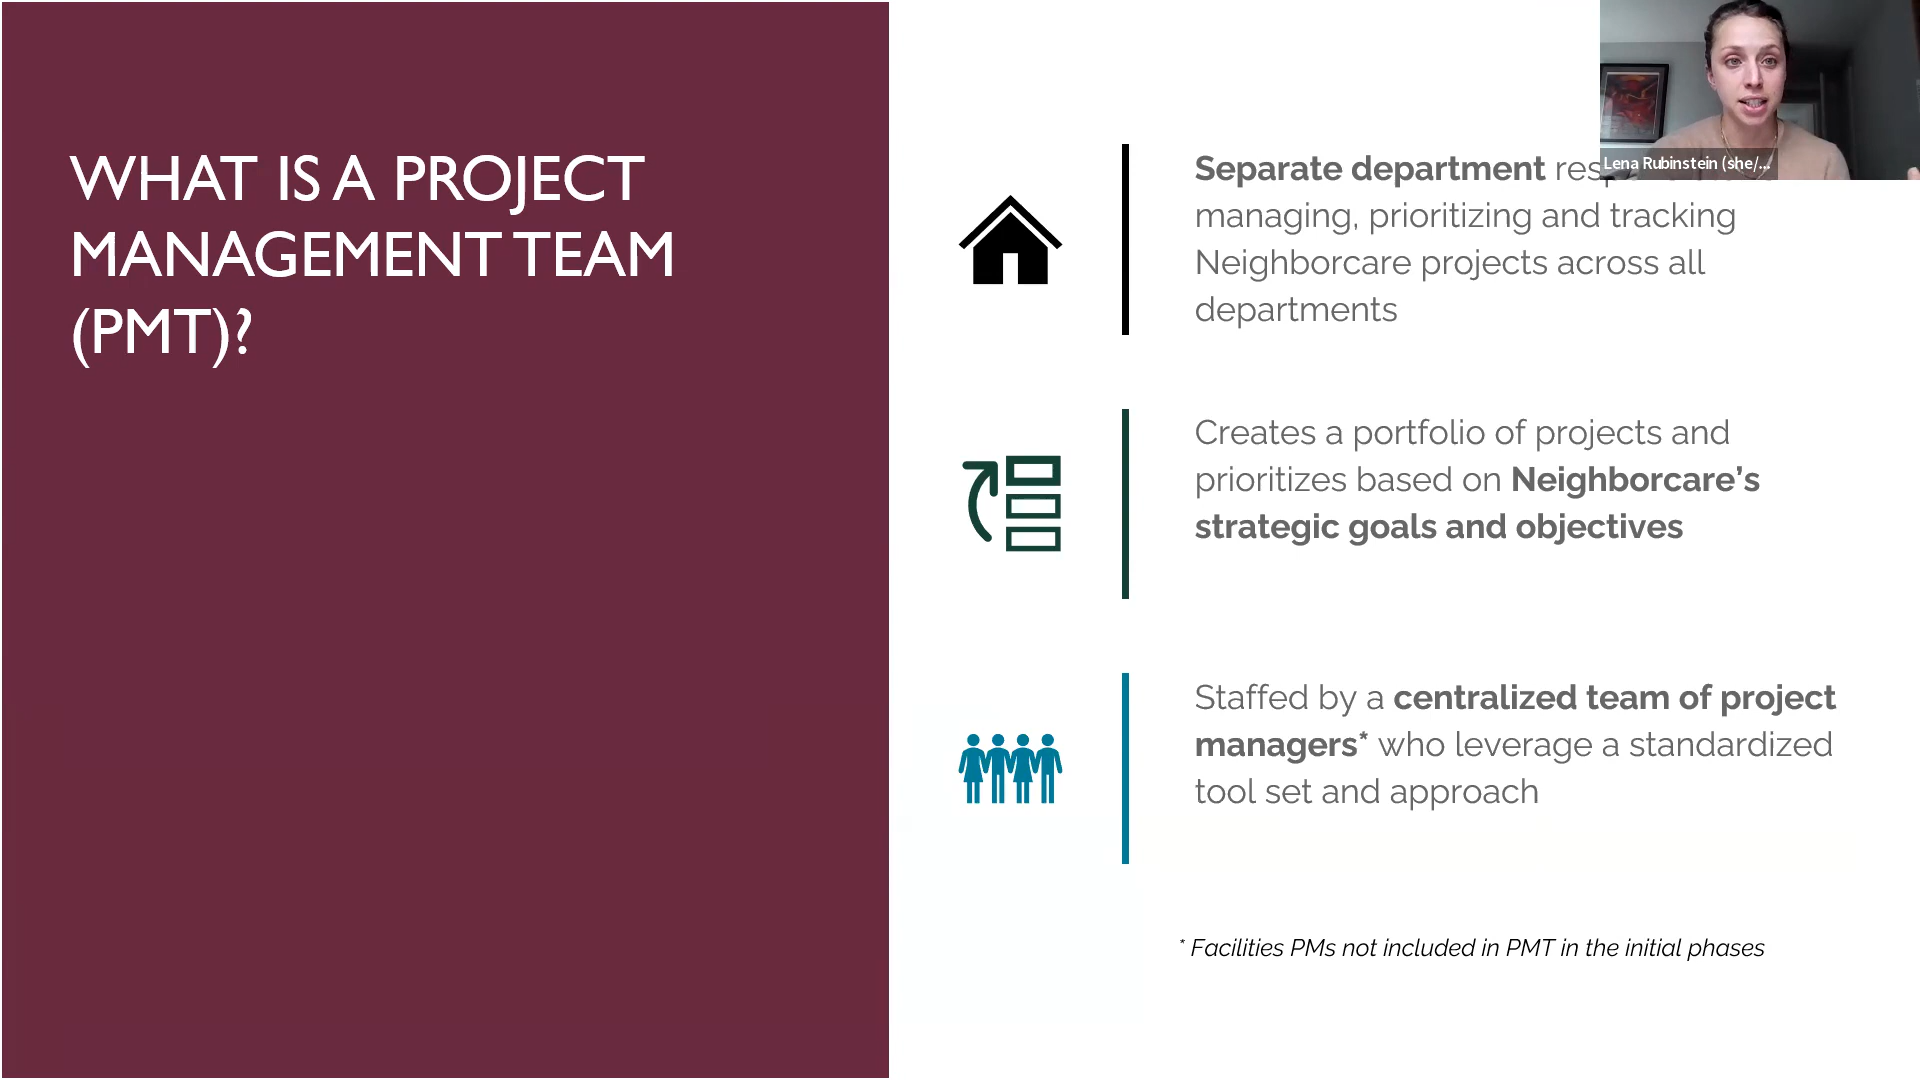 WHAT IS A PROJECT
MANAGEMENT TEAM
(PMT)?
Lena Rubinstein (she/...
Separate department
managing, prioritizing and tracking
Neighborcare projects across all
departments
Creates a portfolio of projects and
prioritizes based on Neighborcare’s
strategic goals and objectives
Staffed by a centralized team of project
managers* who leverage a standardized
tool set and approach
* Facilities PMs not included in PMT in the initial phases